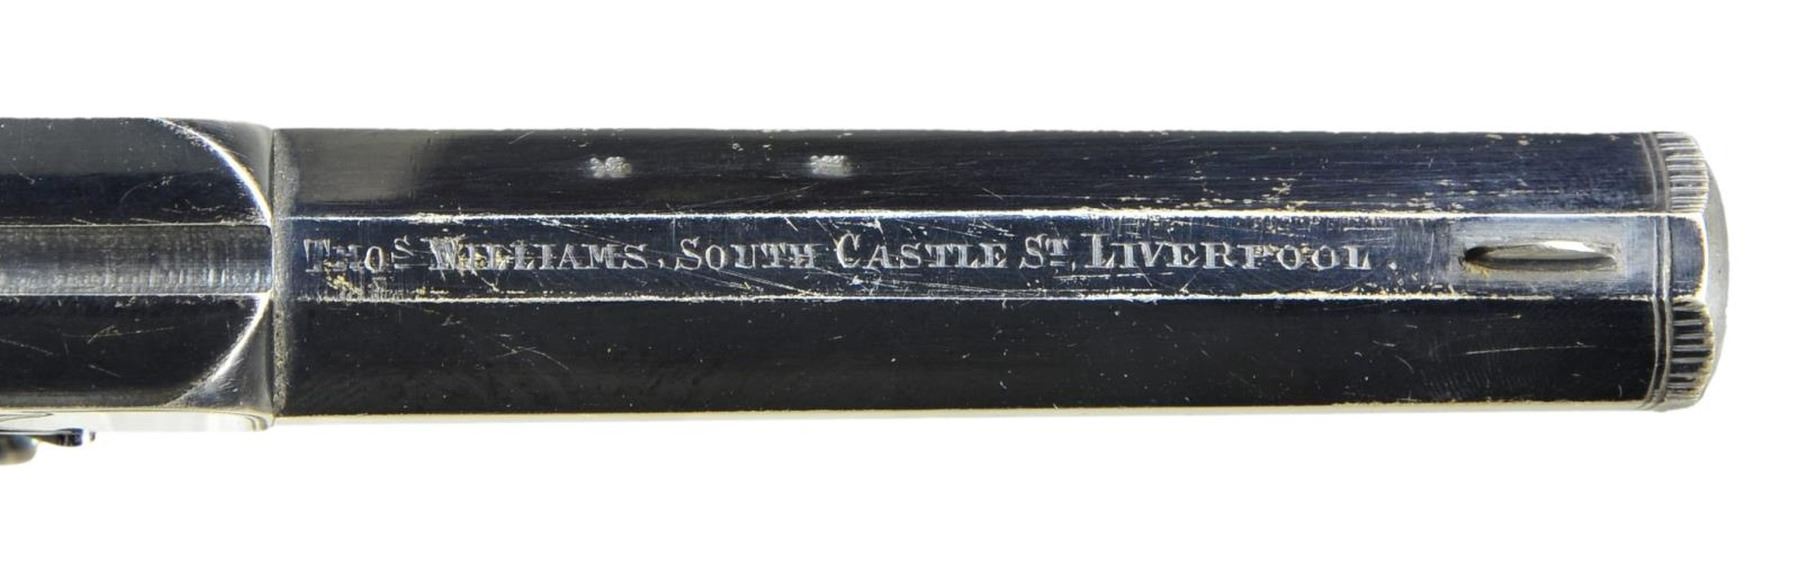 THOS WILLIAMS. SOUTH CASTLE ST. LIVERPOOL.